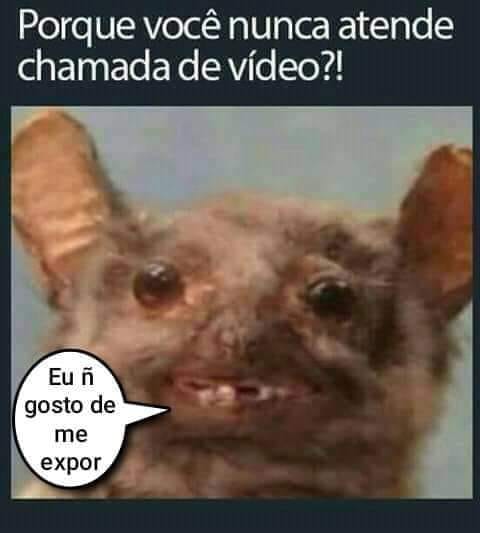 Porque você nunca atende
chamada de vídeo?!
Eu ñ
gosto de
me
expor